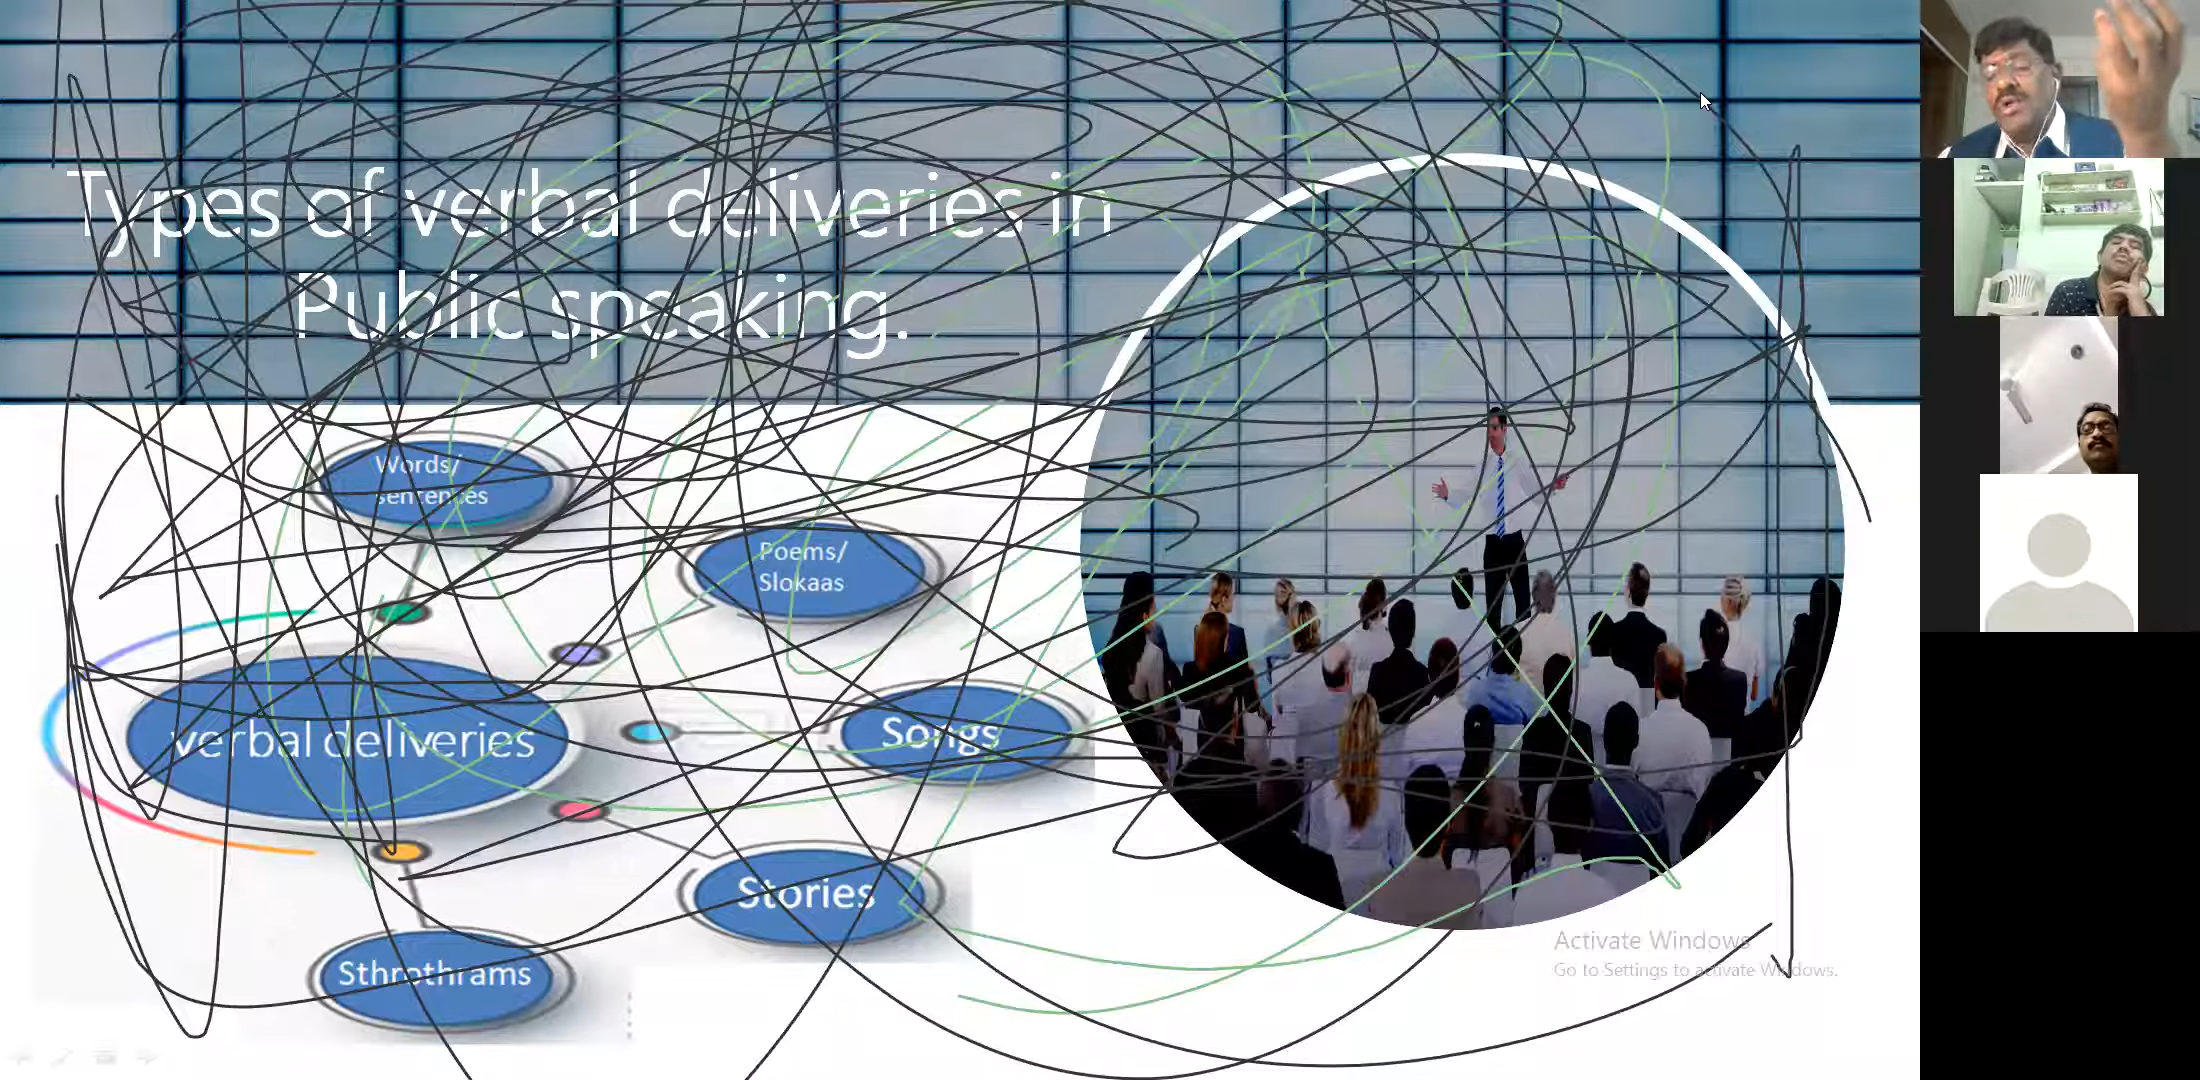 Types of verbal deliveries in
Public speaking.
Words/
sentences
Poems/
Slokaas
verbal deliveries
Songs
Stories
Sthrothrams
Activate Windows
Go to Settings to activate Windows.